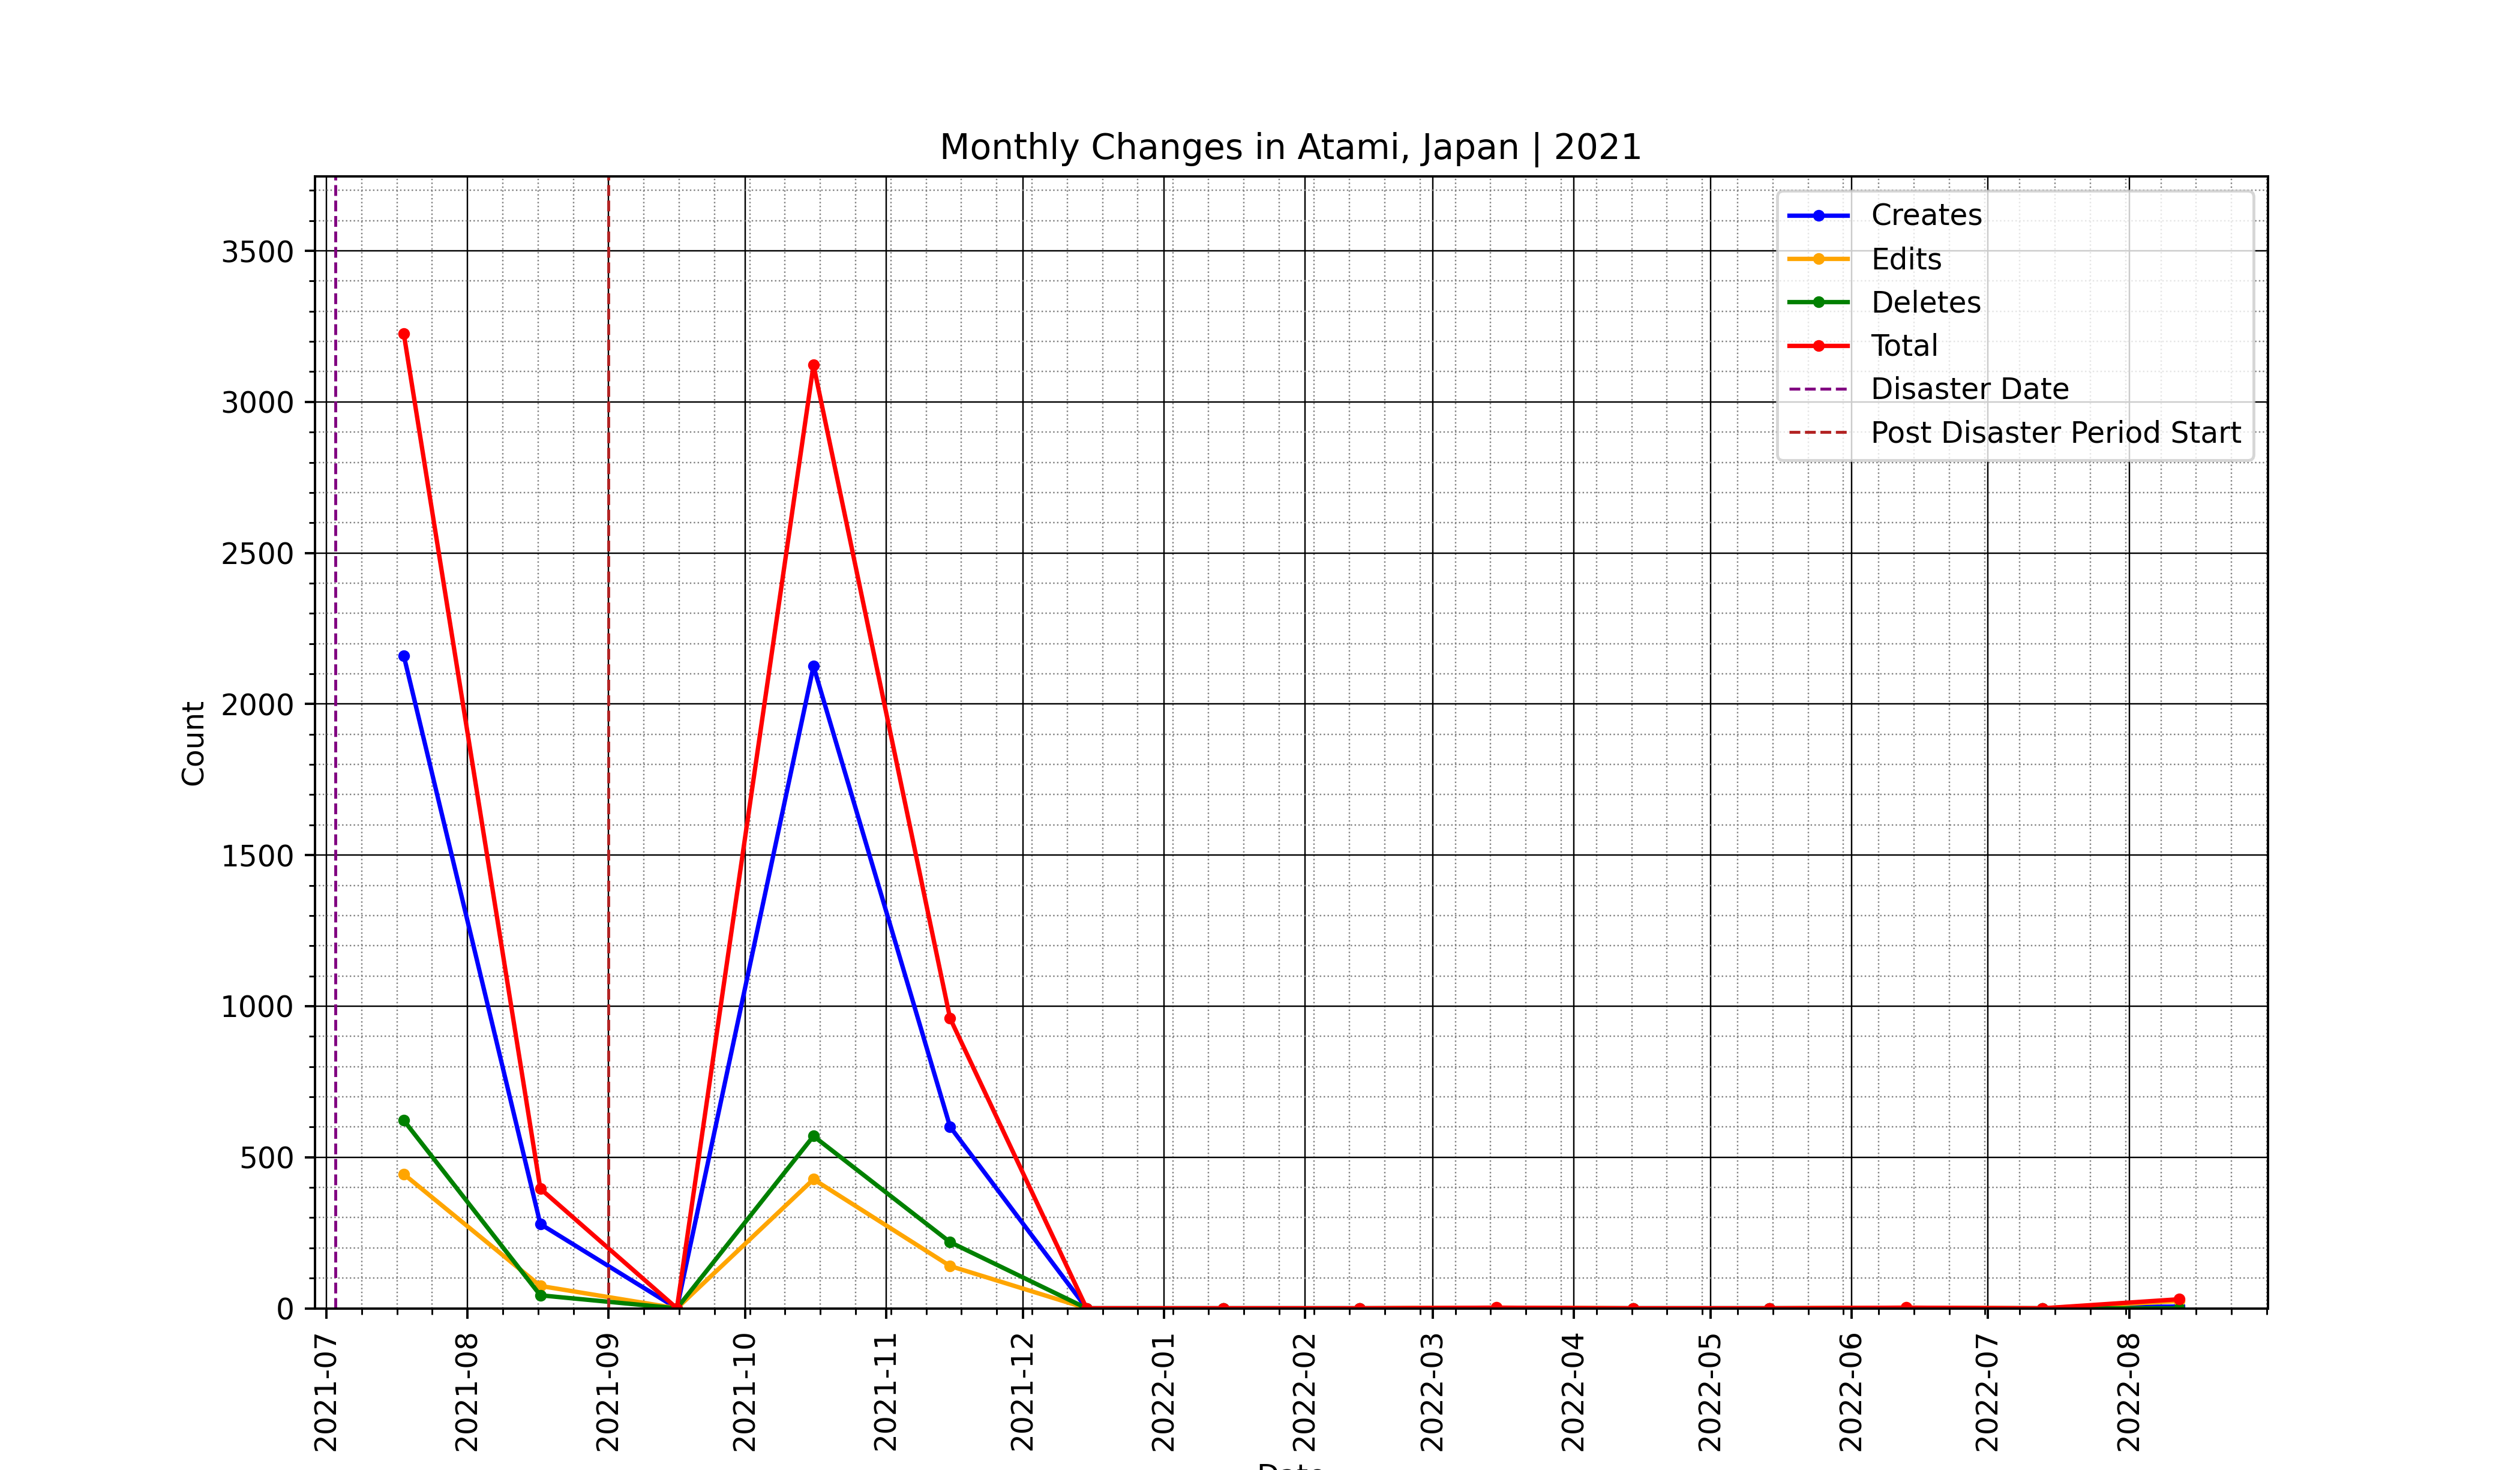 Monthly Changes in Atami, Japan | 2021
Creates
Edits
Deletes
Total
Disaster Date
Post Disaster Period Start
Count
3500
3000
2500
2000
1500
1000
500
0
2021-07
2021-08
2021-09
2021-10
2021-11
2021-12
2022-01
2022-02
2022-03
2022-04
2022-05
2022-06
2022-07
2022-08